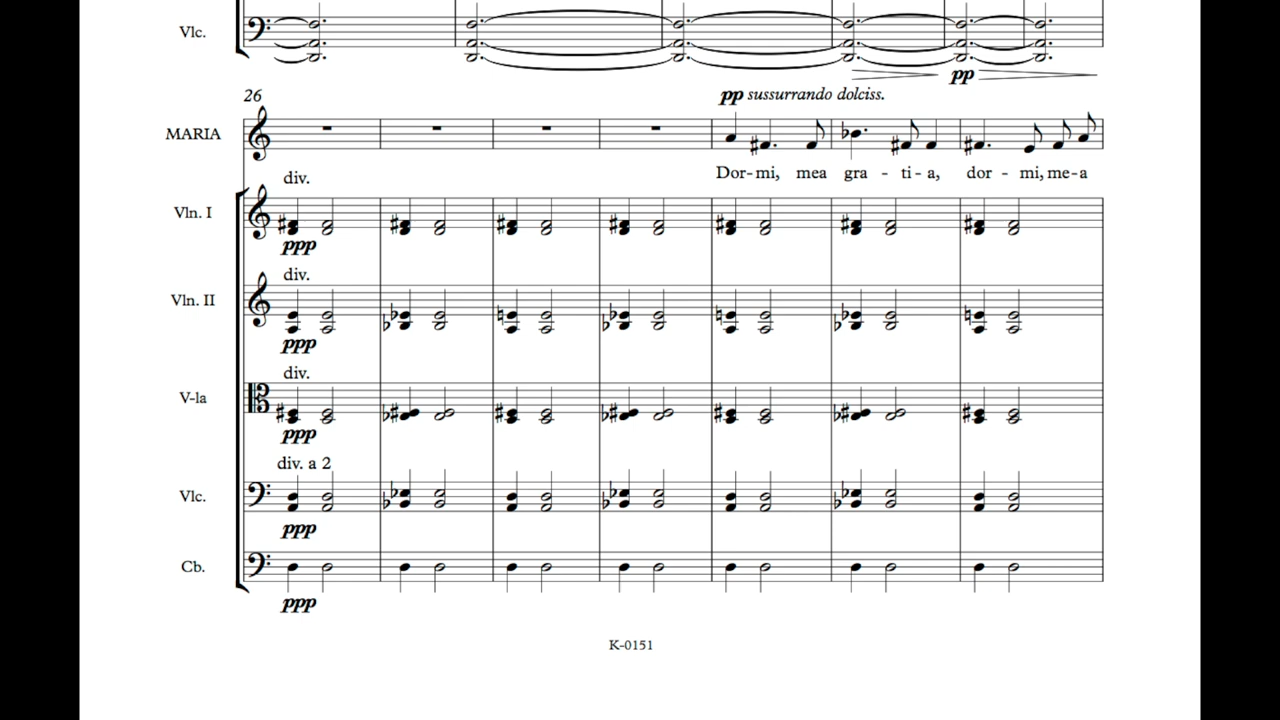 Vlc.
pp
26
pp sussurrando dolciss.
MARIA
Dor-mi, mea gra - ti - a, dor - mi, me-a
div.
Vln. I
ppp
div.
Vln. II
ppp
div.
V-la
ppp
div. a 2
Vlc.
ppp
Cb.
ppp
K-0151